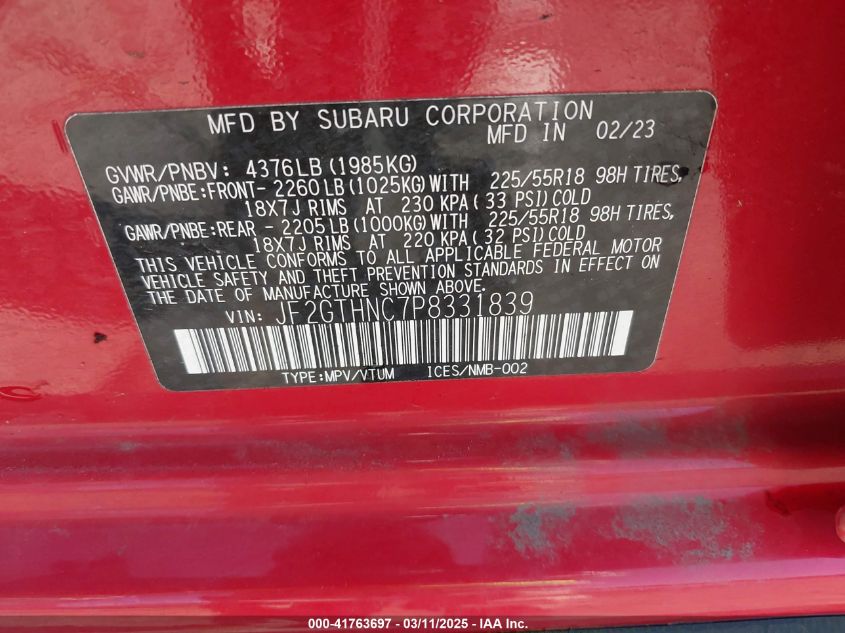 MFD BY SUBARU CORPORATION
MFD IN 02/23
GVWR/PNBV: 4376LB (1985KG)
GAWR/PNBE:FRONT- 2260LB (1025KG)WITH 225/55R18 98H TIRES,
18X7J RIMS AT 230 KPA( 33 PSI)COLD
GAWR/PNBE:REAR - 2205LB (1000KG)WITH 225/55R18 98H TIRES,
18X7J RIMS AT 220 KPA( 32 PSI)COLD
THIS VEHICLE CONFORMS TO ALL APPLICABLE FEDERAL MOTOR
VEHICLE SAFETY AND THEFT PREVENTION STANDARDS IN EFFECT ON
THE DATE OF MANUFACTURE SHOWN ABOVE.
VIN: JF2GTHNC7P8331839
TYPE:MPV/VTUM ICES/NMB-002
000-41763697 - 03/11/2025 - IAA Inc.